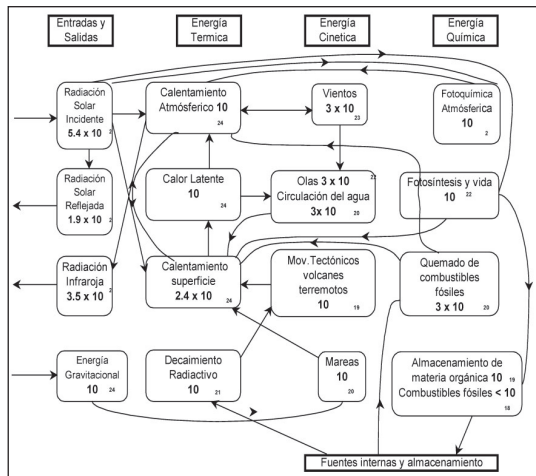 Entradas y
Salidas
Energía
Termica
Energía
Cinetica
Energía
Química
Radiación
Solar
Incidente
5.4 x 10 2
Calentamiento
Atmósferico 10
24
Vientos
3 x 10
23
Fotoquímica
Atmósferica
10
2
Radiación
Solar
Reflejada
1.9 x 10 2
Calor Latente
10
24
Olas 3 x 10 22
Circulación del agua
3x 10 20
Fotosíntesis y vida
10 22
Radiación
Infraroja
3.5 x 10 2
Calentamiento
superficie
2.4 x 10 24
Mov.Tectónicos
volcanes
terremotos
10 19
Quemado de
combustibles
fósiles
3 x 10 20
Energía
Gravitacional
10 24
Decaimiento
Radiactivo
10 21
Mareas
10
20
Almacenamiento de
materia orgánica 10 19
Combustibles fósiles < 10
18
Fuentes internas y almacenamiento